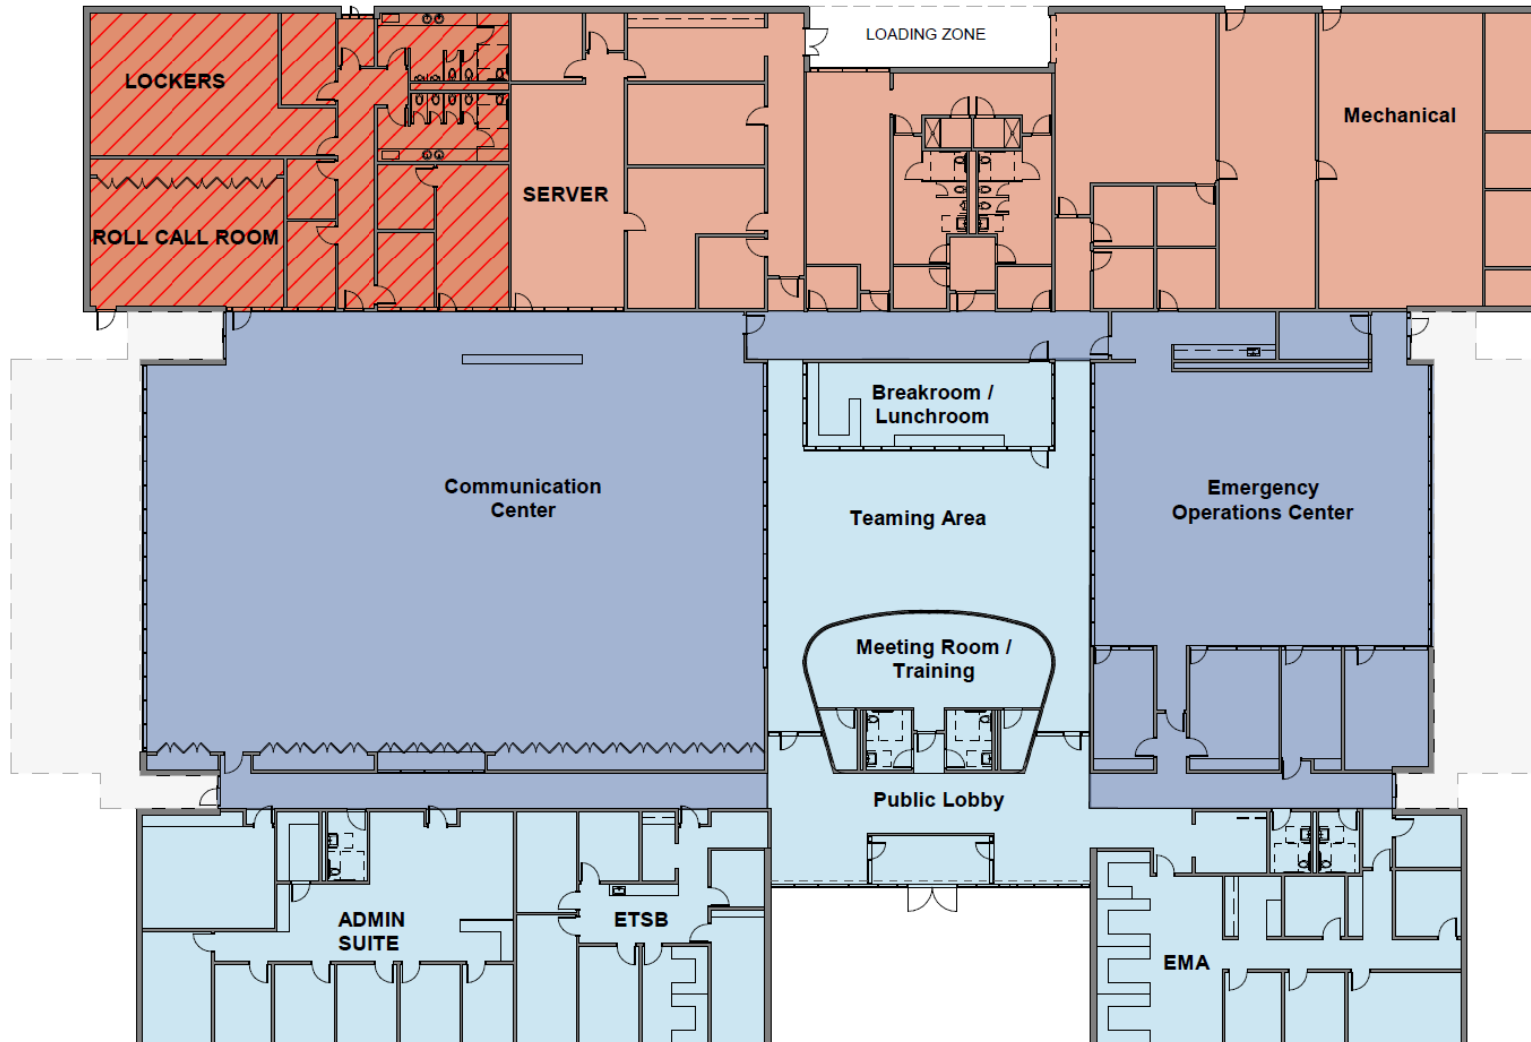 LOADING ZONE
LOCKERS
Mechanical
SERVER
ROLL CALL ROOM
Breakroom /
Lunchroom
Communication
Center
Emergency
Operations Center
Teaming Area
Meeting Room /
Training
Public Lobby
ADMIN
SUITE
ETSB
EMA